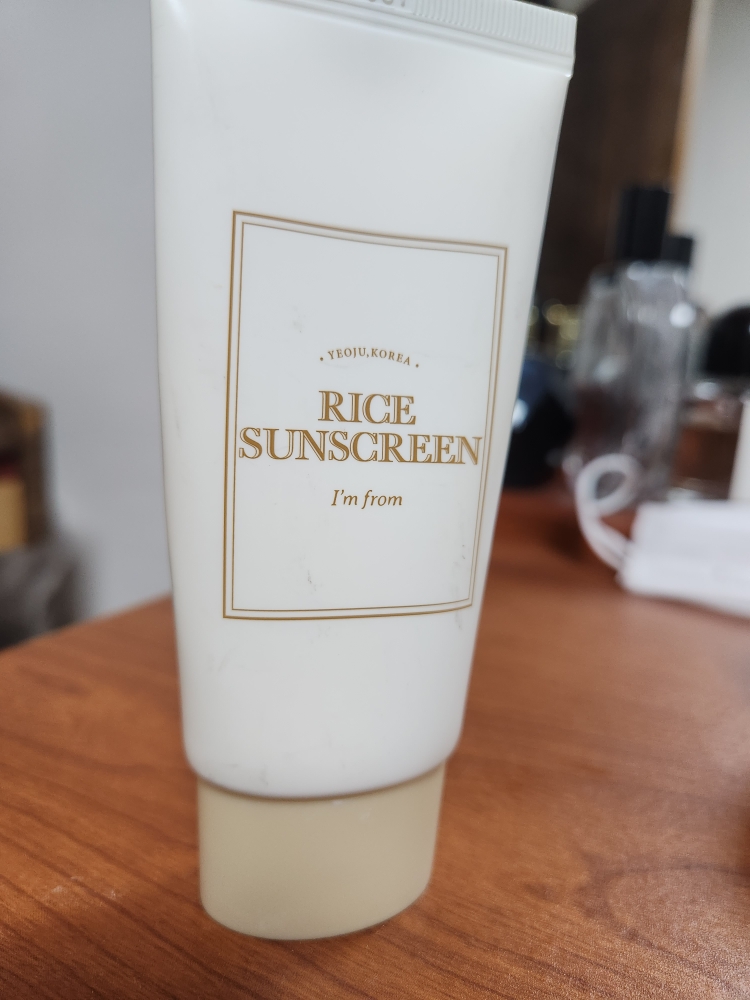 • YEOJU,KOREA •
RICE
SUNSCREEN
I'm from